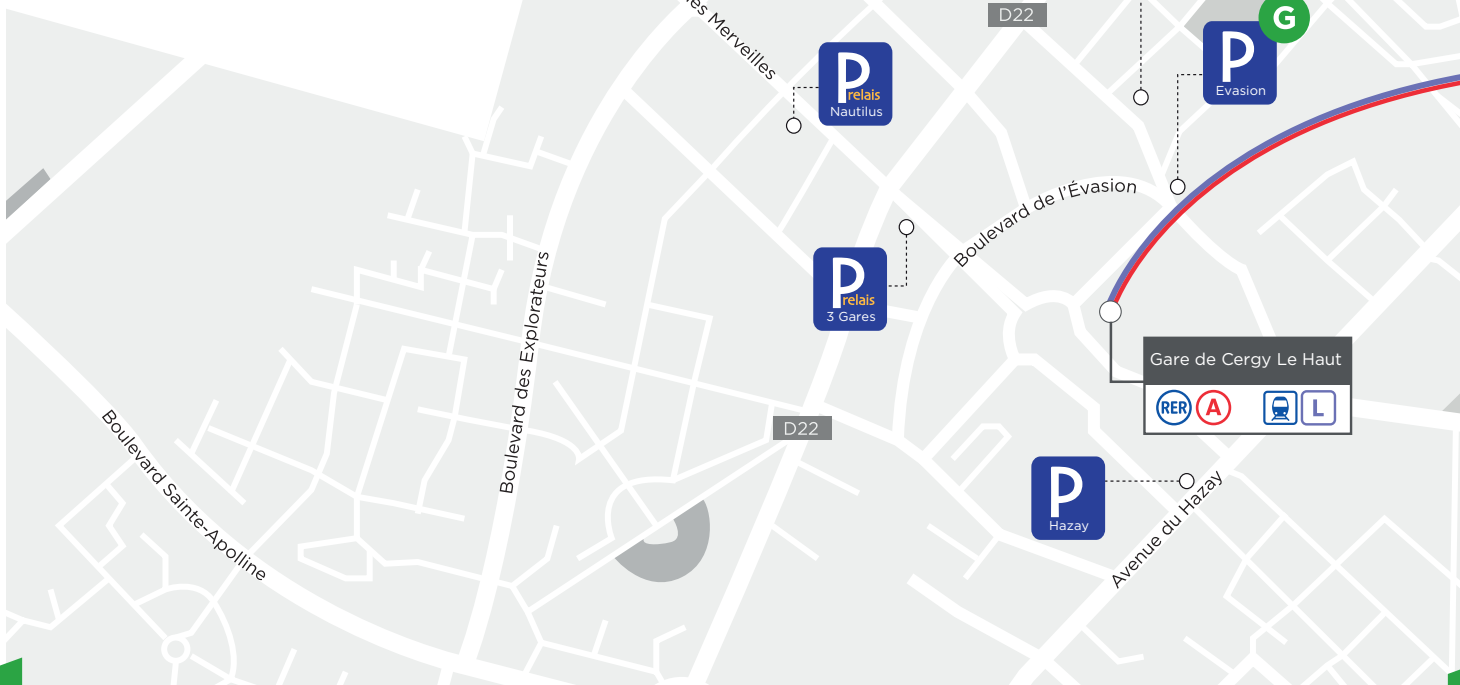 D22
G
es Merveilles
P
relais
Nautilus
P
Evasion
Boulevard de l'Évasion
P
relais
3 Gares
Boulevard des Explorateurs
Gare de Cergy Le Haut
RER A L
D22
Boulevard Sainte-Apolline
P
Hazay
Avenue du Hazay